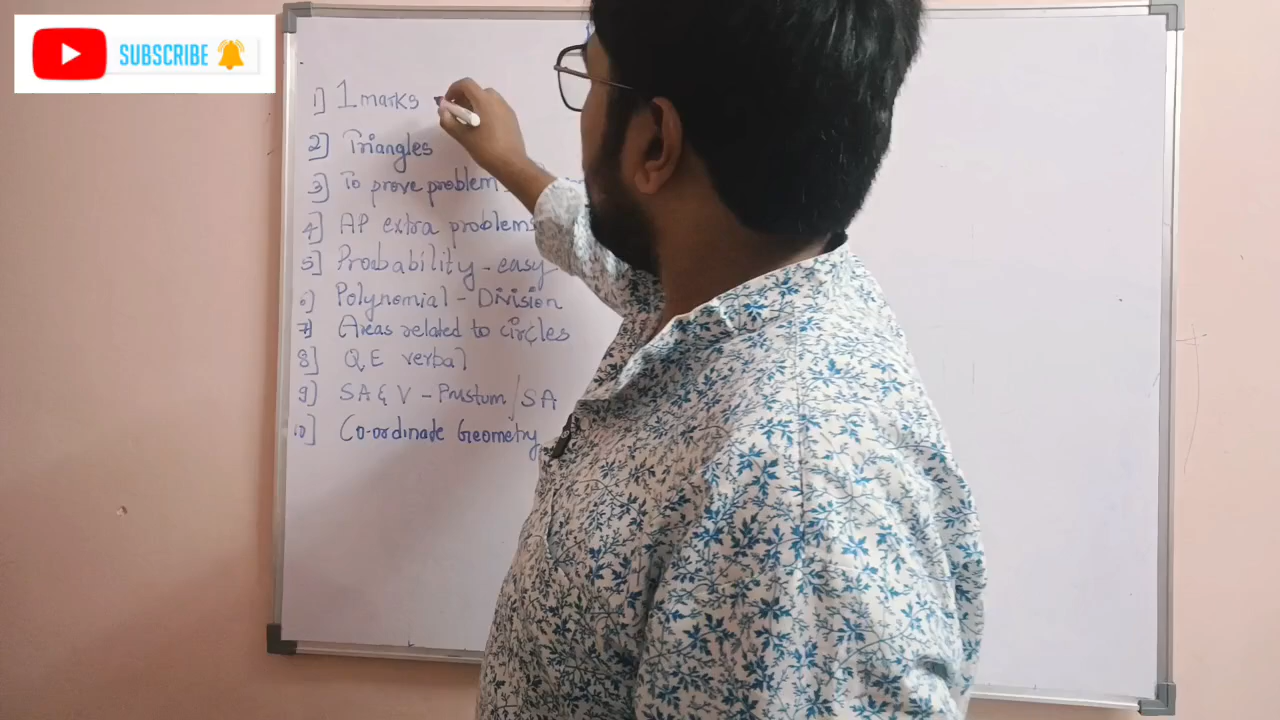 SUBSCRIBE
1] 1 marks
2] Triangles
3] To prove problem
4] AP extra problems
5] Probability - easy
6] Polynomial - Division
7] Areas related to circles
8] Q.E verbal
9] SA & V - Frustum / SA
10] Co-ordinate Geometry